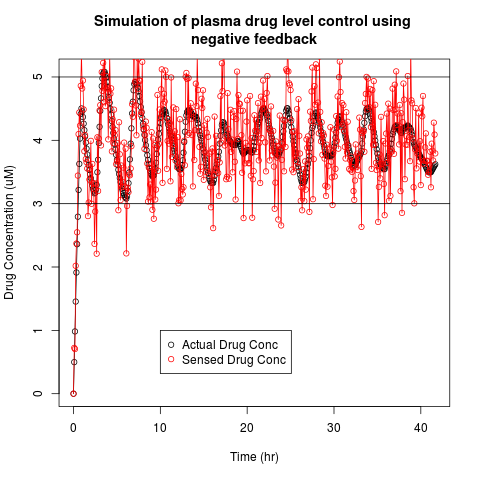 Simulation of plasma drug level control using
negative feedback
Drug Concentration (uM)
5
4
3
2
1
0
Actual Drug Conc
Sensed Drug Conc
0 10 20 30 40
Time (hr)